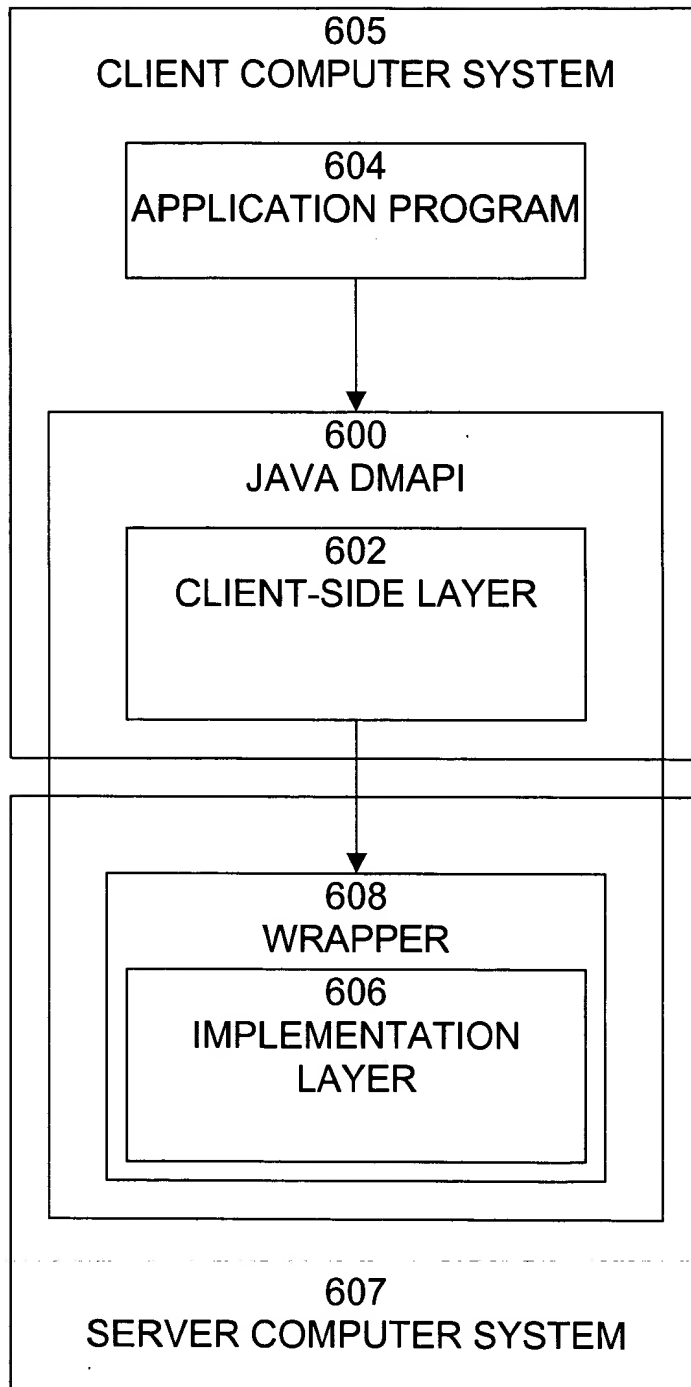 605
CLIENT COMPUTER SYSTEM
604
APPLICATION PROGRAM
600
JAVA DMAPI
602
CLIENT-SIDE LAYER
608
WRAPPER
606
IMPLEMENTATION
LAYER
607
SERVER COMPUTER SYSTEM